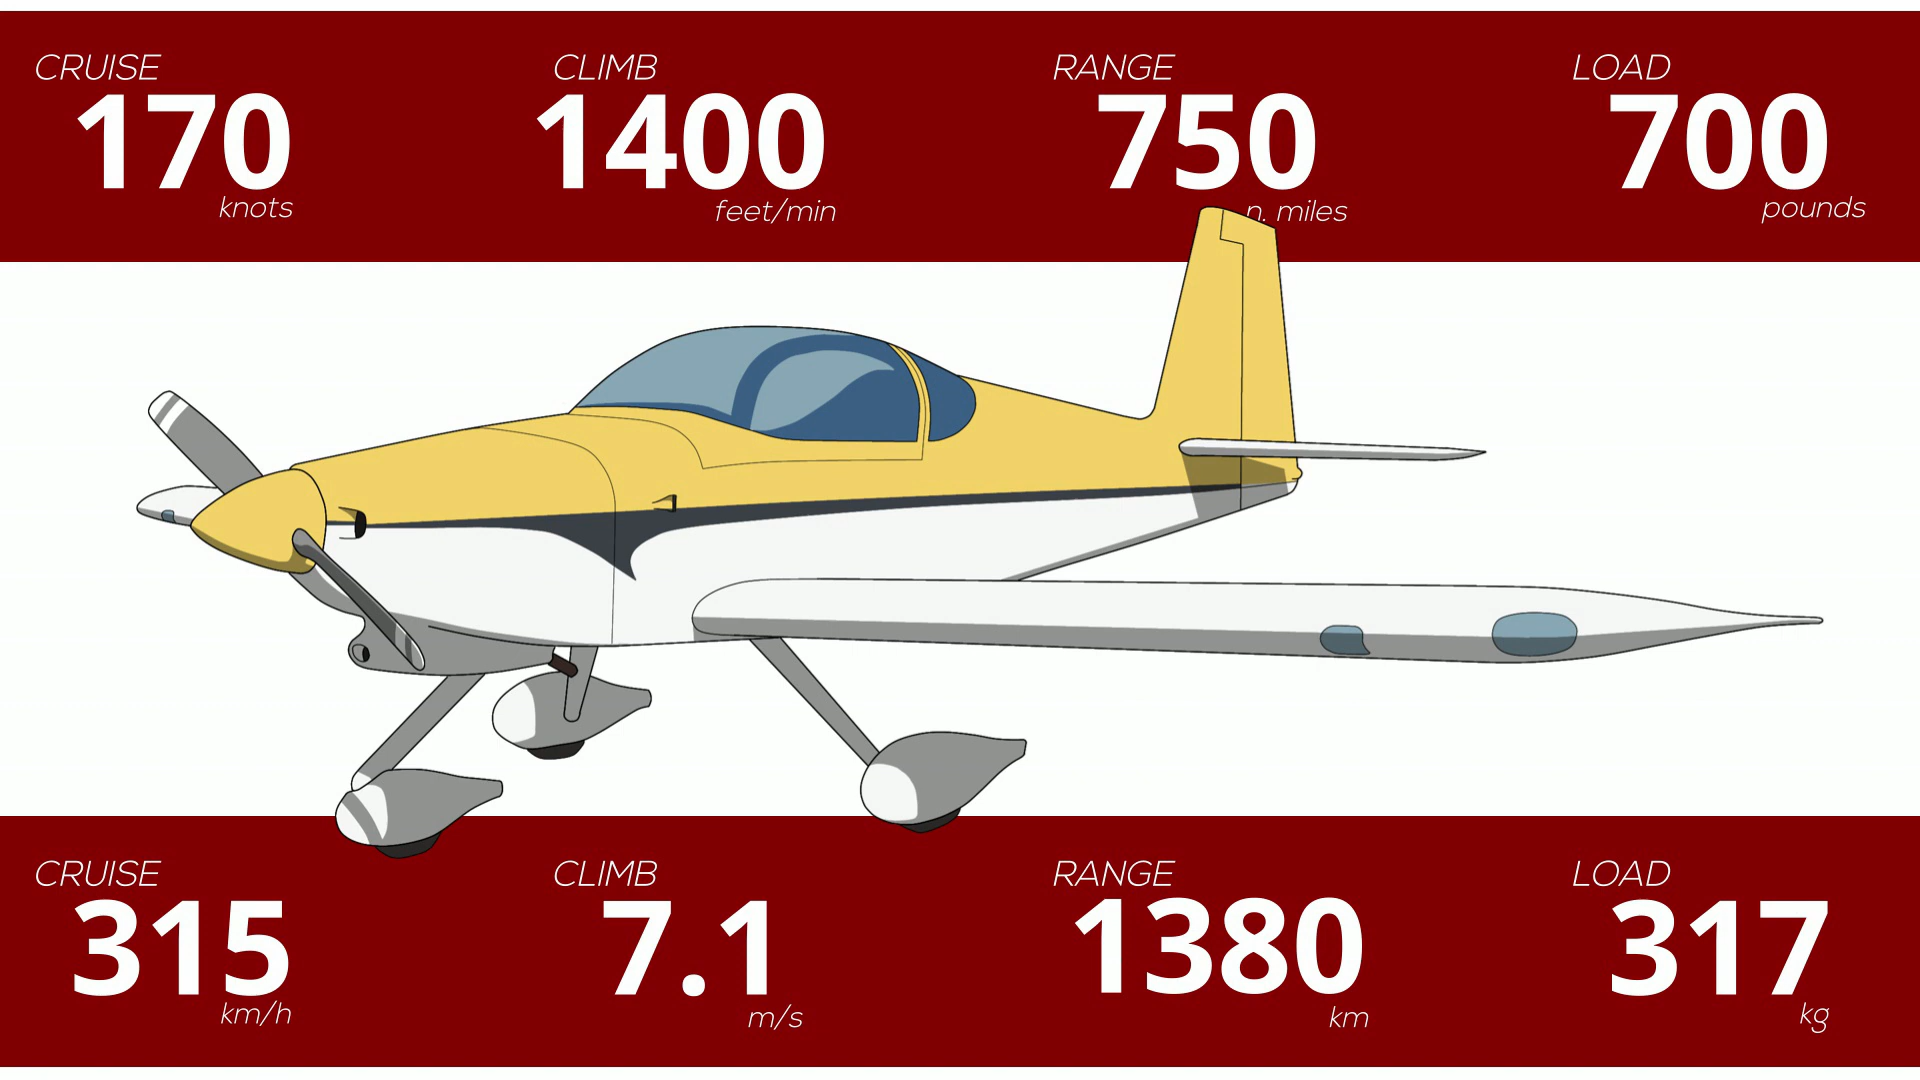 CRUISE CLIMB RANGE LOAD
170 1400 750 700
knots feet/min n. miles pounds
CRUISE CLIMB RANGE LOAD
315 7.1 1380 317
km/h m/s km kg